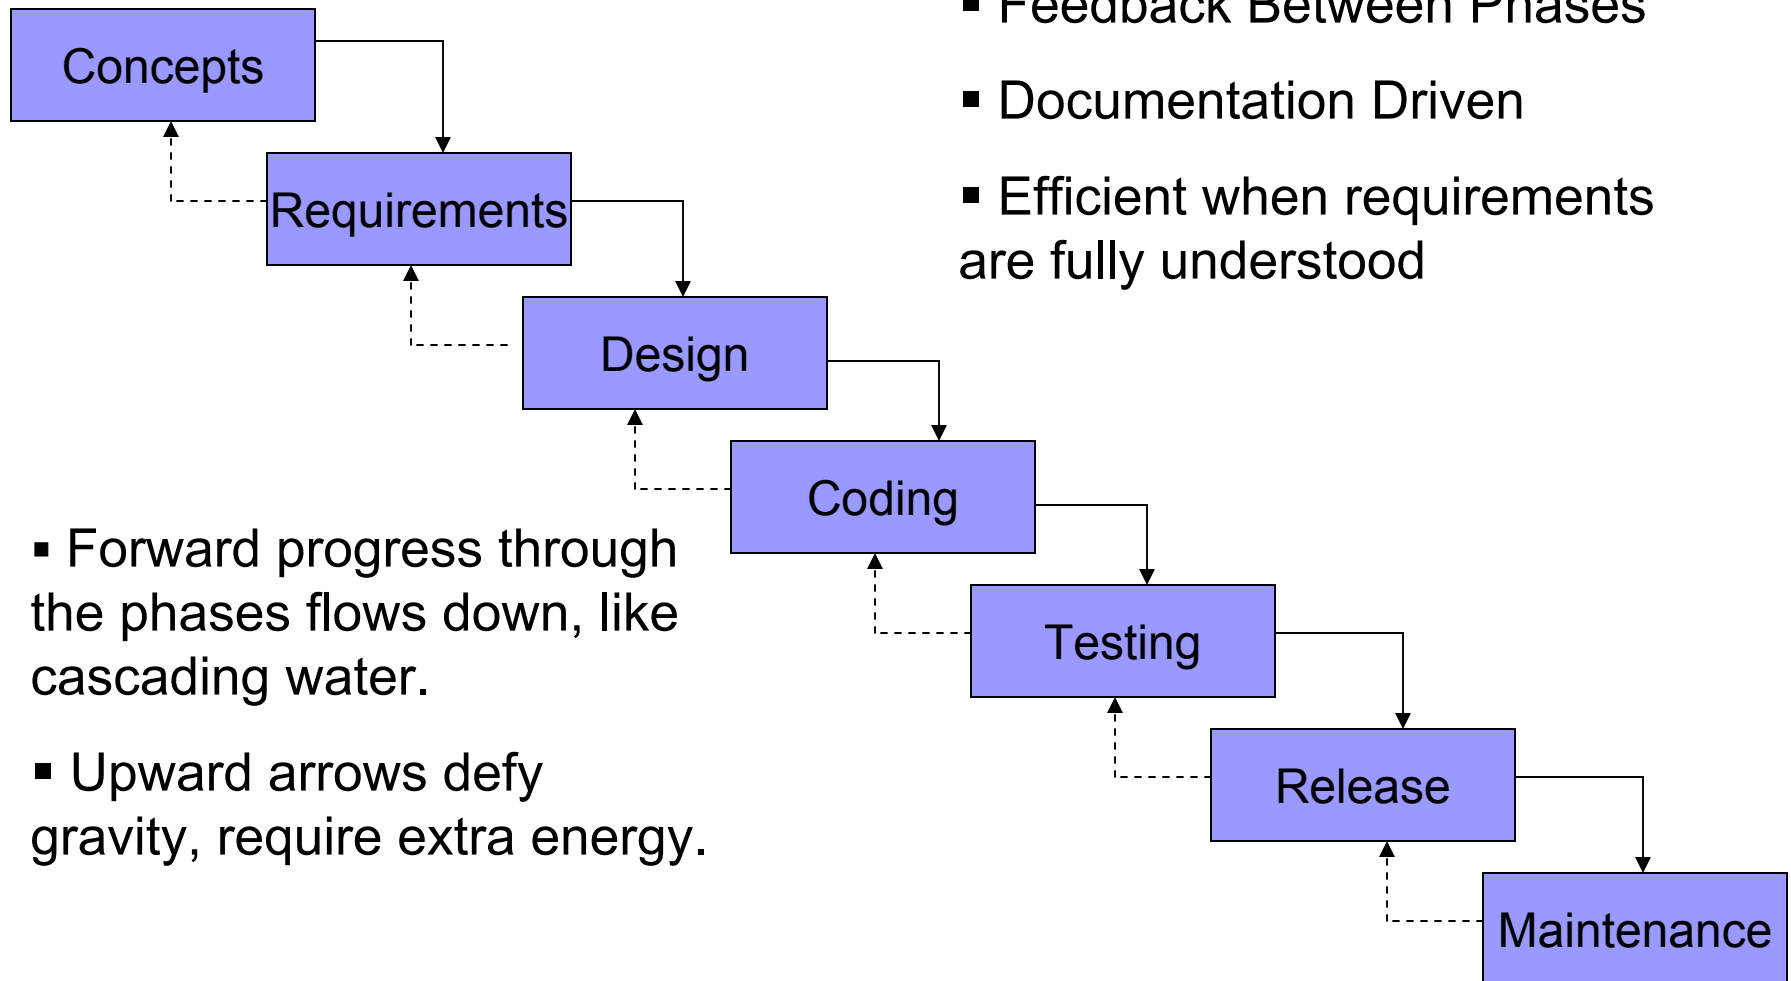 ▪ Feedback Between Phases
Concepts
▪ Documentation Driven
Requirements
▪ Efficient when requirements
are fully understood
Design
Coding
▪ Forward progress through
the phases flows down, like
cascading water.
Testing
▪ Upward arrows defy
gravity, require extra energy.
Release
Maintenance